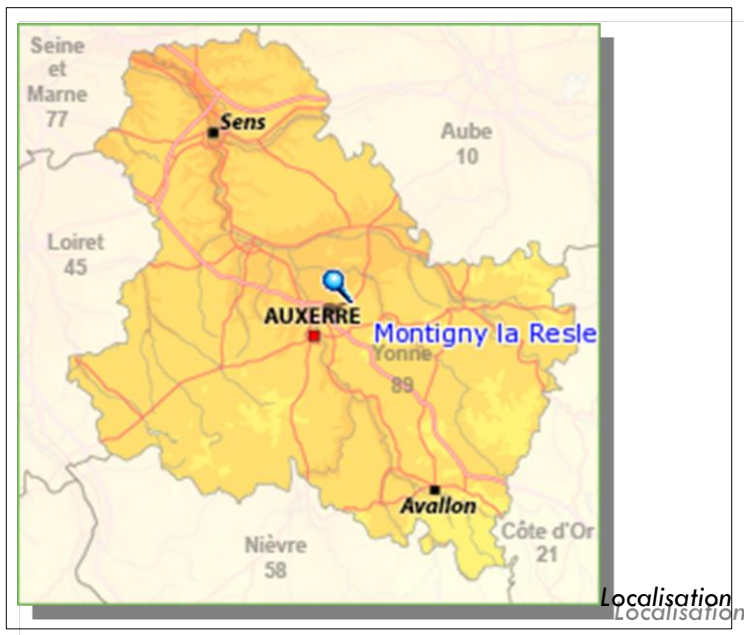 Seine
et
Marne
77
Sens
Aube
10
Loiret
45
AUXERRE
Montigny la Resle
Yonne
89
Avallon
Côte d'Or
21
Nièvre
58
Localisation